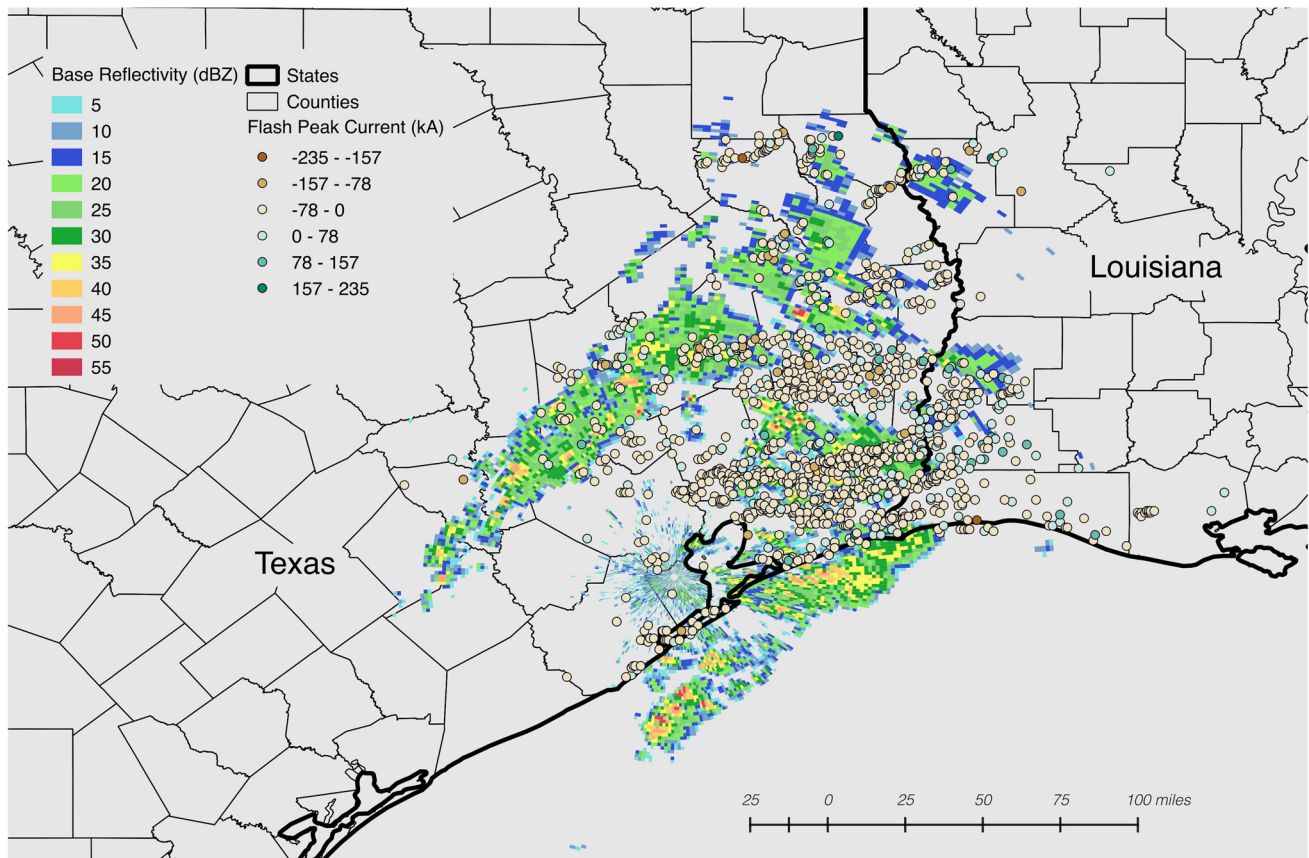 Base Reflectivity (dBZ)
5
10
15
20
25
30
35
40
45
50
55
States
Counties
Flash Peak Current (kA)
-235 - -157
-157 - -78
-78 - 0
0 - 78
78 - 157
157 - 235
Louisiana
Texas
25 0 25 50 75 100 miles